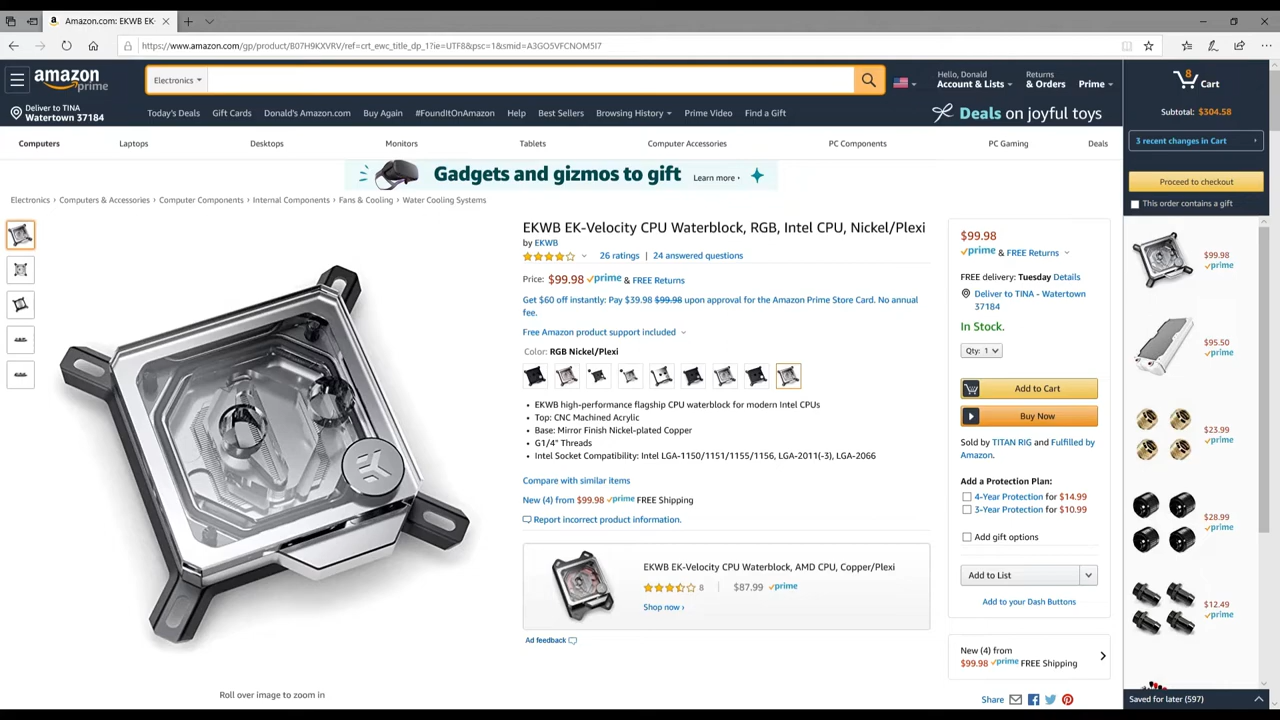 Amazon.com: EKWB EK-
https://www.amazon.com/gp/product/B07H9KXVRV/ref=crt_ewc_title_dp_1?ie=UTF8&psc=1&smid=A3GO5VFCNOM5I7
amazon
prime
Electronics
Hello, Donald
Account & Lists
Returns
& Orders
Prime
8
Cart
Deliver to TINA
Watertown 37184
Today's Deals
Gift Cards
Donald's Amazon.com
Buy Again
#FoundItOnAmazon
Help
Best Sellers
Browsing History
Prime Video
Find a Gift
Deals on joyful toys
Subtotal: $304.58
3 recent changes in Cart
Proceed to checkout
This order contains a gift
Computers
Laptops
Desktops
Monitors
Tablets
Computer Accessories
PC Components
PC Gaming
Deals
Gadgets and gizmos to gift
Learn more ›
Electronics › Computers & Accessories › Computer Components › Internal Components › Fans & Cooling › Water Cooling Systems
EKWB EK-Velocity CPU Waterblock, RGB, Intel CPU, Nickel/Plexi
by EKWB
26 ratings | 24 answered questions
Price: $99.98 prime & FREE Returns
Get $60 off instantly: Pay $39.98 $99.98 upon approval for the Amazon Prime Store Card. No annual
fee.
Free Amazon product support included
Color: RGB Nickel/Plexi
• EKWB high-performance flagship CPU waterblock for modern Intel CPUs
• Top: CNC Machined Acrylic
• Base: Mirror Finish Nickel-plated Copper
• G1/4" Threads
• Intel Socket Compatibility: Intel LGA-1150/1151/1155/1156, LGA-2011(-3), LGA-2066
Compare with similar items
New (4) from $99.98 prime FREE Shipping
Report incorrect product information.
EKWB EK-Velocity CPU Waterblock, AMD CPU, Copper/Plexi
8 | $87.99 prime
Shop now ›
Ad feedback
Roll over image to zoom in
$99.98
prime & FREE Returns
FREE delivery: Tuesday Details
Deliver to TINA - Watertown
37184
In Stock.
Qty: 1
Add to Cart
Buy Now
Sold by TITAN RIG and Fulfilled by
Amazon.
Add a Protection Plan:
4-Year Protection for $14.99
3-Year Protection for $10.99
Add gift options
Add to List
Add to your Dash Buttons
New (4) from
$99.98 prime FREE Shipping
Share
$99.98
prime
$95.50
prime
$23.99
prime
$28.99
prime
$12.49
prime
Saved for later (597)